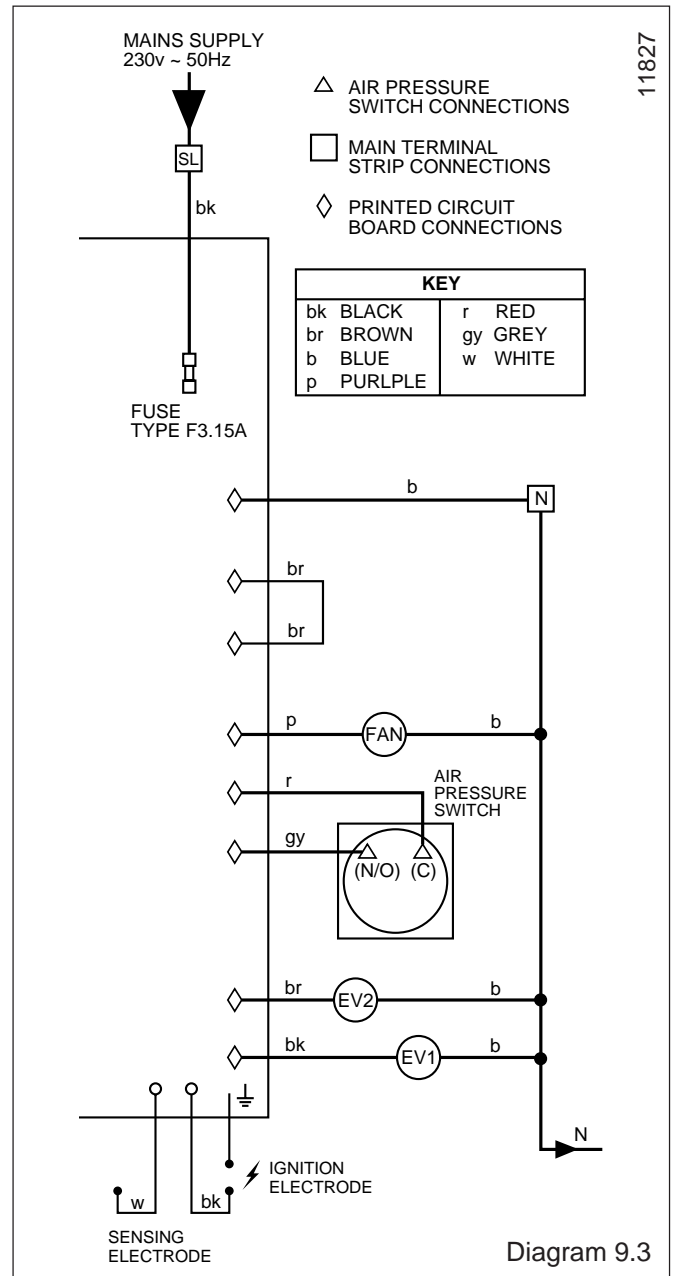 MAINS SUPPLY
230v ~ 50Hz
11827
AIR PRESSURE
SWITCH CONNECTIONS
MAIN TERMINAL
STRIP CONNECTIONS
PRINTED CIRCUIT
BOARD CONNECTIONS
SL
bk
KEY
bk BLACK
br BROWN
b BLUE
p PURLPLE
r RED
gy GREY
w WHITE
FUSE
TYPE F3.15A
b
N
br
br
p
FAN
b
r
AIR
PRESSURE
SWITCH
gy
(N/O) (C)
br
EV2
b
bk
EV1
b
N
IGNITION
ELECTRODE
w
bk
SENSING
ELECTRODE
Diagram 9.3